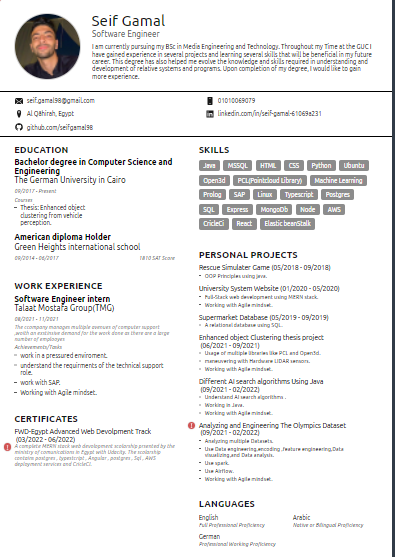 Seif Gamal
Software Engineer
I am currently pursuing my BSc in Media Engineering and Technology. Throughout my Time at the GUC I
have gained experience in several projects and learning several skills that will be beneficial in my future
career. This degree has also helped me evolve the knowledge and skills required in understanding and
development of relative systems and programs. Upon completion of my degree, I would like to gain
more experience.
seif.gamal98@gmail.com
01010069079
Al Qāhirah, Egypt
linkedin.com/in/seif-gamal-61069a231
github.com/seifgamal98
EDUCATION
Bachelor degree in Computer Science and
Engineering
The German University in Cairo
09/2017 - Present
Courses
- Thesis: Enhanced object
clustering from vehicle
perception.
American diploma Holder
Green Heights international school
09/2014 - 06/2017
1810 SAT Score
WORK EXPERIENCE
Software Engineer intern
Talaat Mostafa Group(TMG)
06/2021 - 11/2021
The company manages multiple avenues of computer support
,worth an extensive demand for the work done as there are a large
number of employes
Achievements/Tasks
- work in a pressured enviroment.
- understand the requirments of the technical support
role.
- work with SAP.
- Working with Agile mindset.
CERTIFICATES
FWD-Egypt Advanced Web Devolpment Track
(03/2022 - 06/2022)
A complete MERN stack web development scolarship presented by the
ministry of comunications in Egypt with Udacity. The scolarship
contains postgres , typeScript , Angular , postgres , Sql , AWS
deployment services and CricleCi.
SKILLS
Java MSSQL HTML CSS Python Ubuntu
Open3d PCL(Pointcloud Library) Machine Learning
Prolog SAP Linux Typescript Postgres
SQL Express MongoDb Node AWS
CricleCi React Elastic beanStalk
PERSONAL PROJECTS
Rescue Simulater Game (05/2018 - 09/2018)
- OOP Principles using Java.
University System Website (01/2020 - 05/2020)
- Full-Stack web development using MERN stack.
- Working with Agile mindset.
Supermarket Database (05/2019 - 09/2019)
- A relational database using SQL.
Enhanced object Clustering thesis project
(06/2021 - 09/2021)
- Usage of multiple libraries like PCL and Open3d.
- maneuvering with Hardware LIDAR sensors.
- Working with Agile mindset.
Different AI search algorithms Using Java
(09/2021 - 02/2022)
- Understand AI search algorithms .
- Working in Java.
- Working with Agile mindset.
Analyzing and Engineering The Olympics Dataset
(09/2021 - 02/2022)
- Analyzing multiple Datasets.
- Use Data engineering,encoding ,feature engineering,Data
visualizing,and Data analysis.
- Use spark.
- Use Airflow.
- Working with Agile mindset.
LANGUAGES
English
Full Professional Proficiency
Arabic
Native or Bilingual Proficiency
German
Professional Working Proficiency